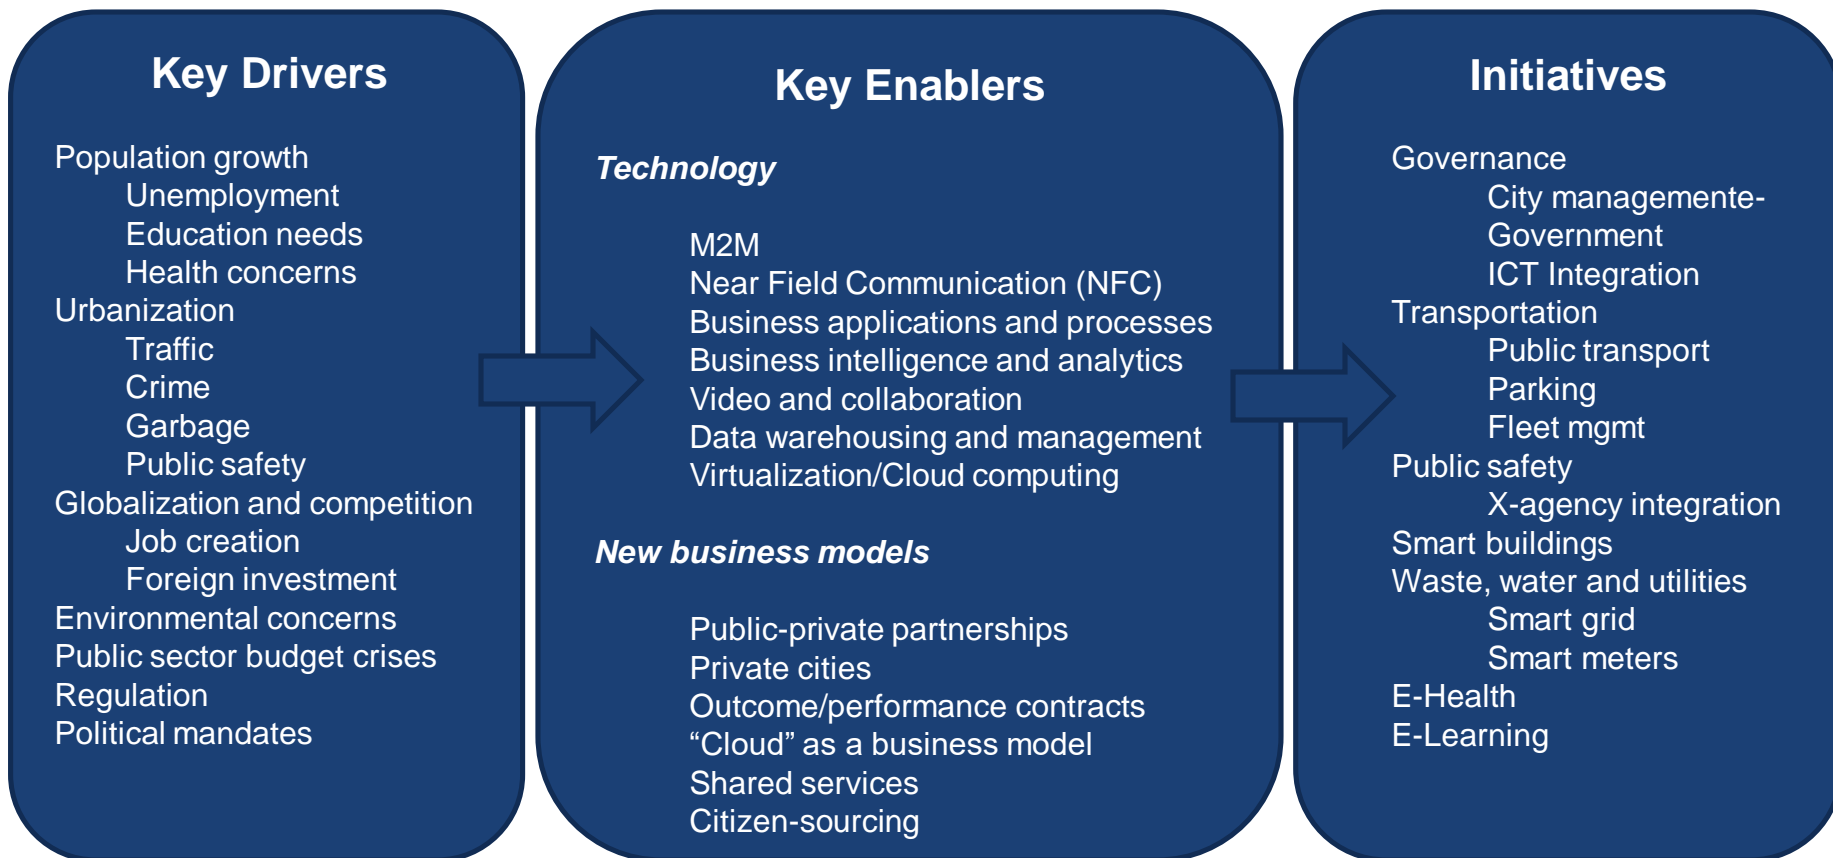 Key Drivers
Population growth
Unemployment
Education needs
Health concerns
Urbanization
Traffic
Crime
Garbage
Public safety
Globalization and competition
Job creation
Foreign investment
Environmental concerns
Public sector budget crises
Regulation
Political mandates
Key Enablers
Technology
M2M
Near Field Communication (NFC)
Business applications and processes
Business intelligence and analytics
Video and collaboration
Data warehousing and management
Virtualization/Cloud computing
New business models
Public-private partnerships
Private cities
Outcome/performance contracts
“Cloud” as a business model
Shared services
Citizen-sourcing
Initiatives
Governance
City managemente-
Government
ICT Integration
Transportation
Public transport
Parking
Fleet mgmt
Public safety
X-agency integration
Smart buildings
Waste, water and utilities
Smart grid
Smart meters
E-Health
E-Learning